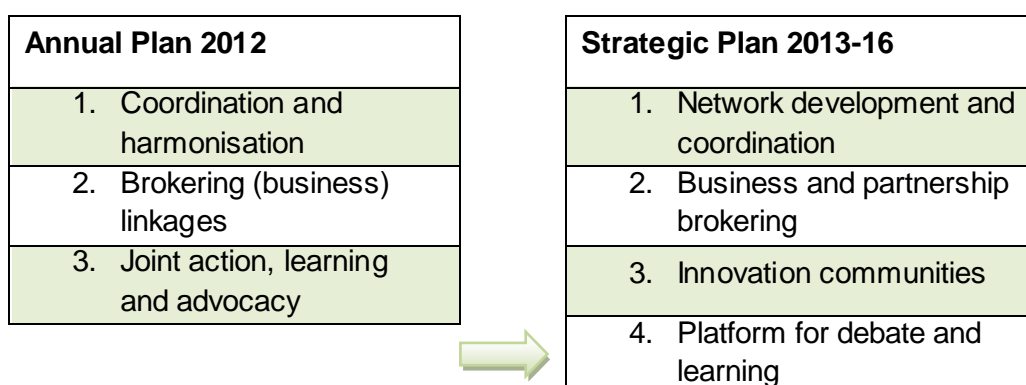 Annual Plan 2012
1. Coordination and
harmonisation
2. Brokering (business)
linkages
3. Joint action, learning
and advocacy
Strategic Plan 2013-16
1. Network development and
coordination
2. Business and partnership
brokering
3. Innovation communities
4. Platform for debate and
learning